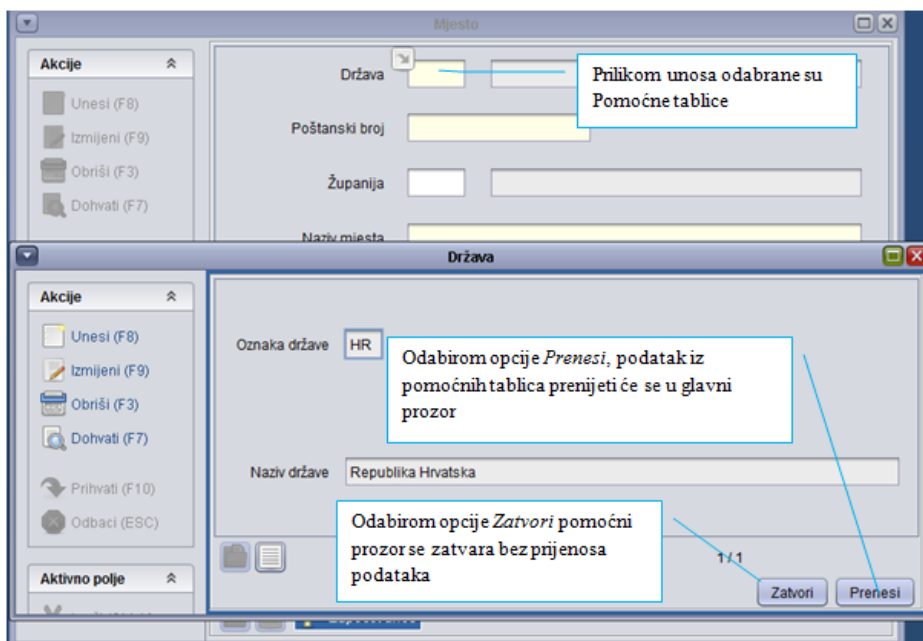 Mjesto
Akcije
Unesi (F8)
Izmijeni (F9)
Obriši (F3)
Dohvati (F7)
Država
Prilikom unosa odabrane su
Pomoćne tablice
Poštanski broj
Županija
Naziv mjesta
Država
Akcije
Unesi (F8)
Izmijeni (F9)
Obriši (F3)
Dohvati (F7)
Prihvati (F10)
Odbaci (ESC)
Aktivno polje
Oznaka države HR
Odabirom opcije Prenesi, podatak iz
pomoćnih tablica prenijeti će se u glavni
prozor
Naziv države Republika Hrvatska
Odabirom opcije Zatvori pomoćni
prozor se zatvara bez prijenosa
podataka
1 / 1
Zatvori Prenesi